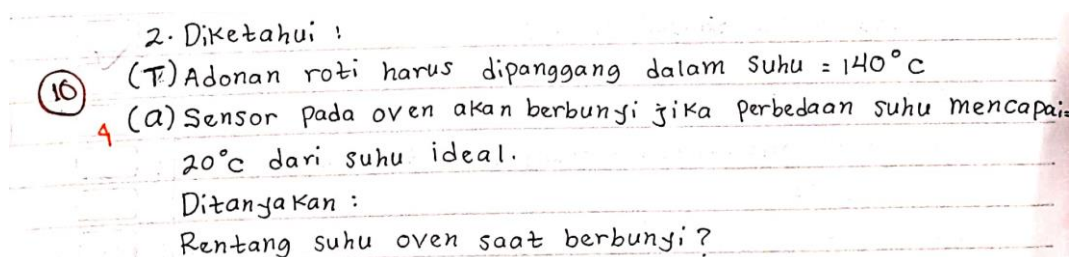 2. Diketahui :
(T) Adonan roti harus dipanggang dalam suhu = 140°C
10
(a) Sensor pada oven akan berbunyi jika perbedaan suhu mencapai=
4
20°C dari suhu ideal.
Ditanyakan :
Rentang suhu oven saat berbunyi?